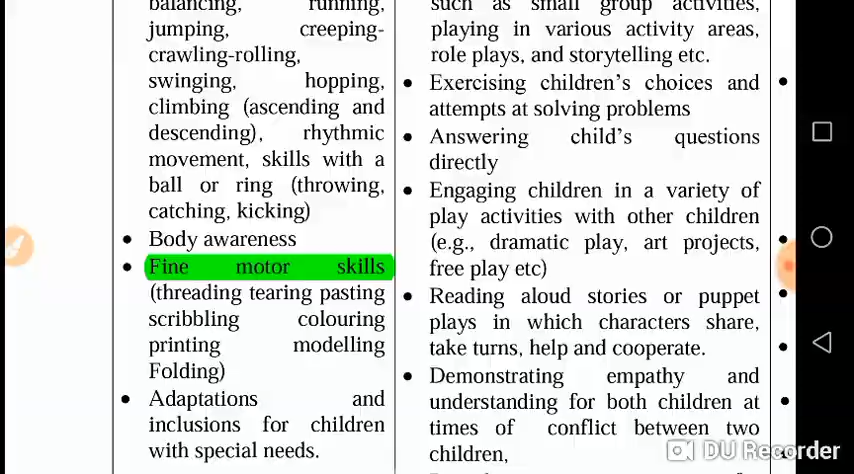 balancing, running,
jumping, creeping-
crawling-rolling,
swinging, hopping,
climbing (ascending and
descending), rhythmic
movement, skills with a
ball or ring (throwing,
catching, kicking)
• Body awareness
• Fine motor skills
(threading tearing pasting
scribbling colouring
printing modelling
Folding)
• Adaptations and
inclusions for children
with special needs.
such as small group activities,
playing in various activity areas,
role plays, and storytelling etc.
• Exercising children's choices and
attempts at solving problems
• Answering child's questions
directly
• Engaging children in a variety of
play activities with other children
(e.g., dramatic play, art projects,
free play etc)
• Reading aloud stories or puppet
plays in which characters share,
take turns, help and cooperate.
• Demonstrating empathy and
understanding for both children at
times of conflict between two
children,
DU Recorder